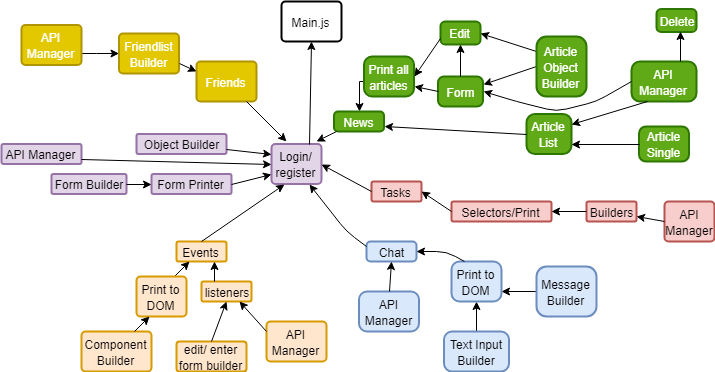 Main.js
API
Manager
Friendlist
Builder
Friends
Edit
Delete
Article
Object
Builder
Print all
articles
Form
API
Manager
News
Article
List
Article
Single
Object Builder
API Manager
Login/
register
Form Builder
Form Printer
Tasks
Selectors/Print
Builders
API
Manager
Events
Print to
DOM
listeners
Component
Builder
edit/ enter
form builder
API
Manager
Chat
API
Manager
Print to
DOM
Message
Builder
Text Input
Builder